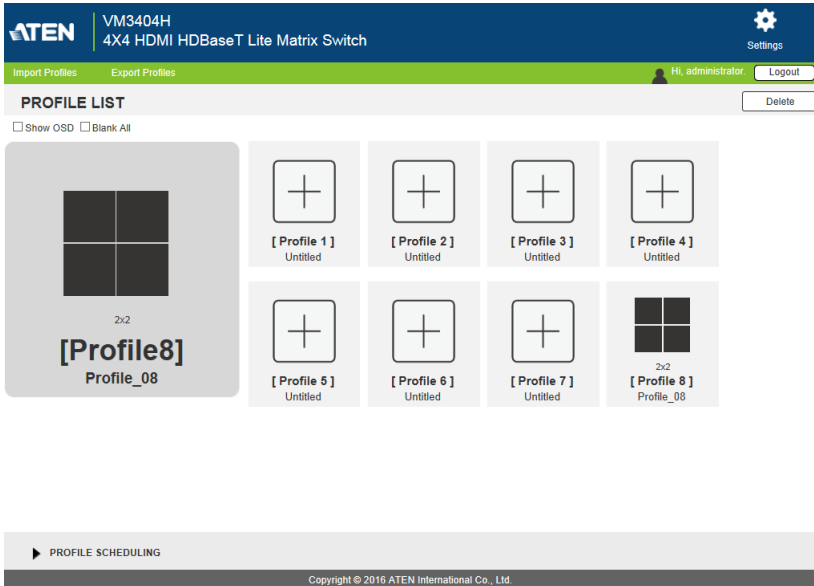 ATEN
VM3404H
4X4 HDMI HDBaseT Lite Matrix Switch
Settings
Import Profiles
Export Profiles
Hi, administrator.
Logout
PROFILE LIST
Delete
Show OSD
Blank All
2x2
[Profile8]
Profile_08
[ Profile 1 ]
Untitled
[ Profile 2 ]
Untitled
[ Profile 3 ]
Untitled
[ Profile 4 ]
Untitled
[ Profile 5 ]
Untitled
[ Profile 6 ]
Untitled
[ Profile 7 ]
Untitled
2x2
[ Profile 8 ]
Profile_08
PROFILE SCHEDULING
Copyright © 2016 ATEN International Co., Ltd.